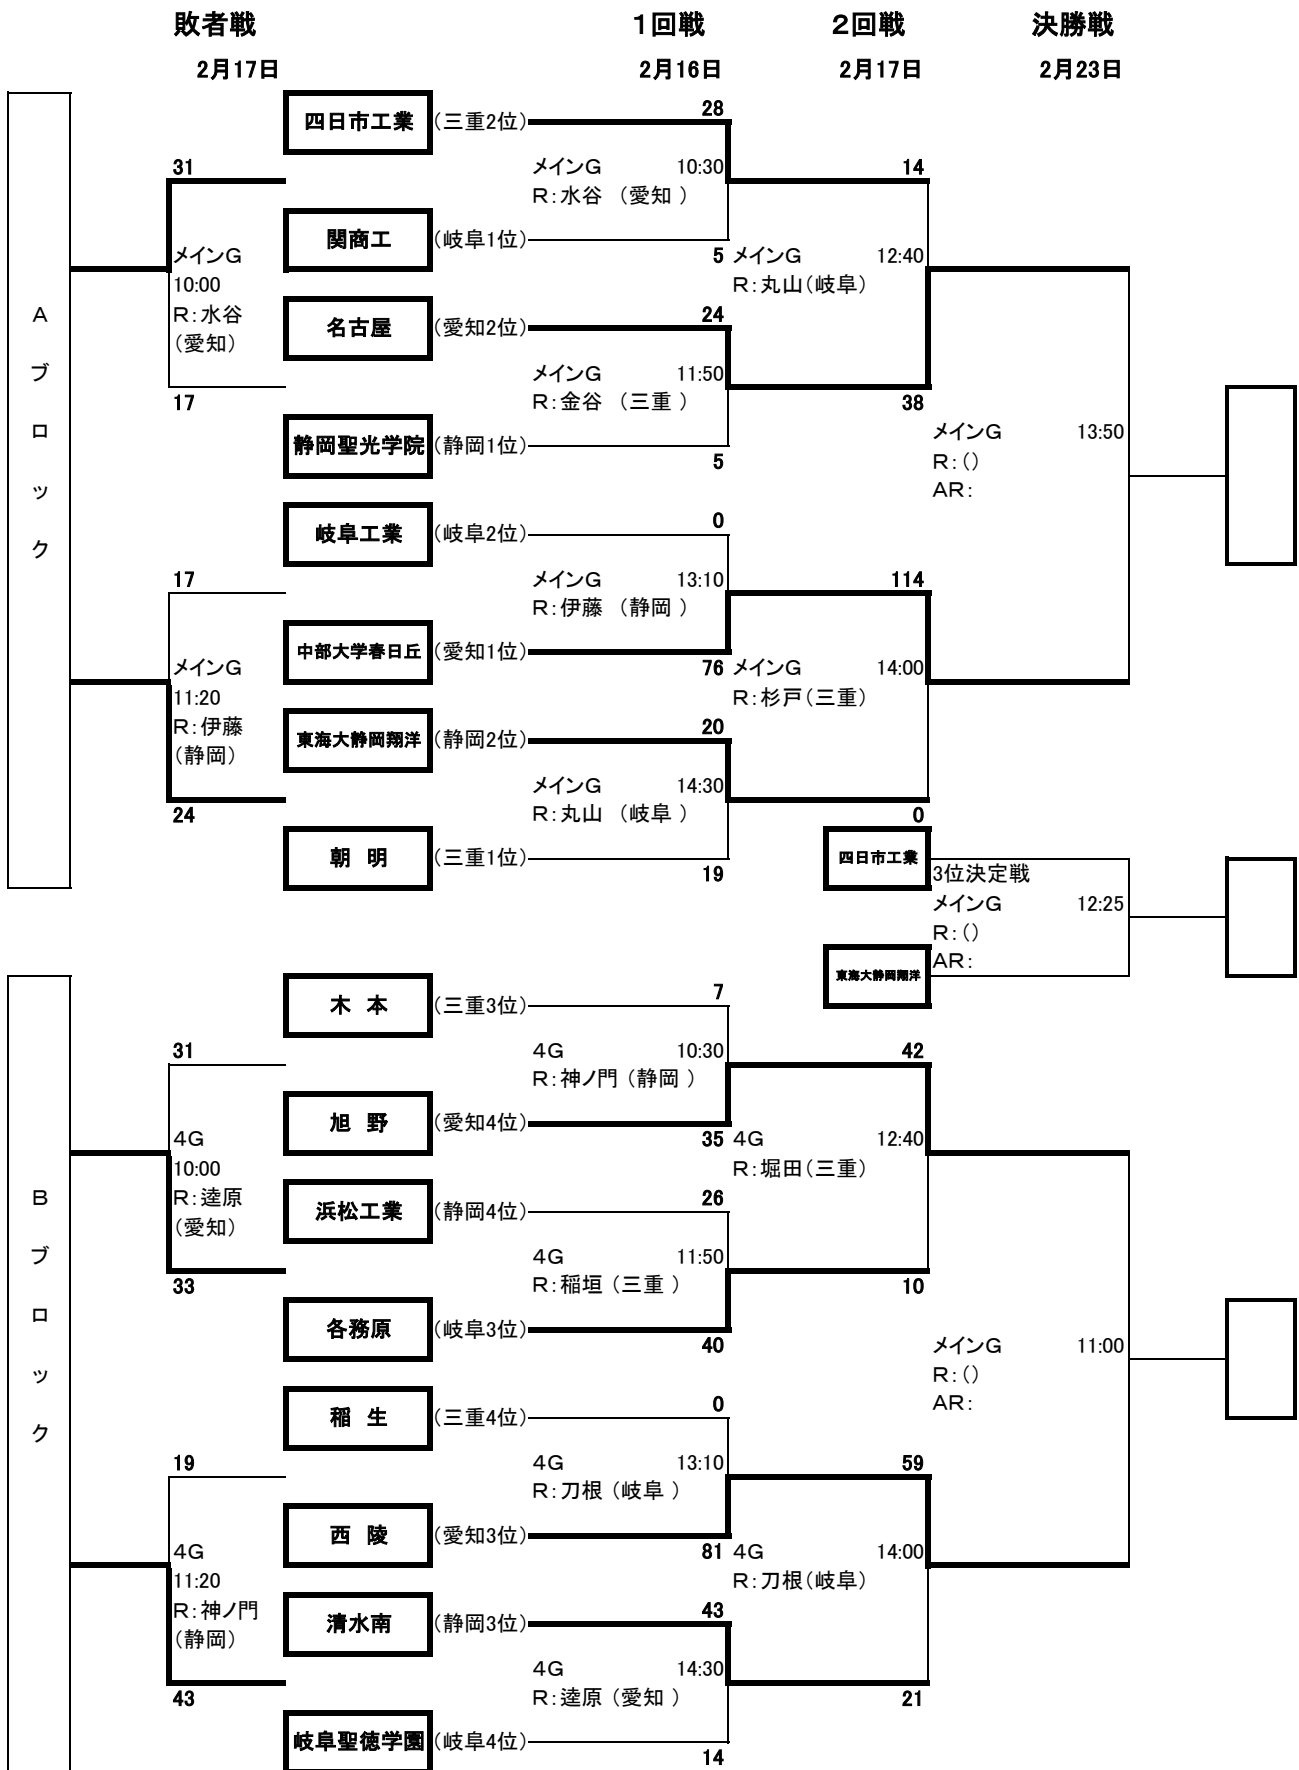 敗者戦 1回戦 2回戦 決勝戦
2月17日 2月16日 2月17日 2月23日
Aブロック
四日市工業 (三重2位) 28
31 メインG 10:30 14
R:水谷 (愛知 )
関商工 (岐阜1位) 5
メインG
10:00
R:水谷
(愛知)
メインG 12:40
R:丸山(岐阜)
名古屋 (愛知2位) 24
メインG 11:50
R:金谷 (三重 )
17 38
静岡聖光学院 (静岡1位) 5
メインG 13:50
R:()
AR:
岐阜工業 (岐阜2位) 0
17 メインG 13:10 114
R:伊藤 (静岡 )
中部大学春日丘 (愛知1位) 76
メインG
11:20
R:伊藤
(静岡)
メインG 14:00
R:杉戸(三重)
東海大静岡翔洋 (静岡2位) 20
メインG 14:30
R:丸山 (岐阜 )
24 0
朝 明 (三重1位) 19
四日市工業
3位決定戦
メインG 12:25
R:()
AR:
東海大静岡翔洋
Bブロック
木 本 (三重3位) 7
31 4G 10:30 42
R:神ノ門 (静岡 )
旭 野 (愛知4位) 35
4G
10:00
R:逵原
(愛知)
4G 12:40
R:堀田(三重)
浜松工業 (静岡4位) 26
4G 11:50
R:稲垣 (三重 )
33 10
各務原 (岐阜3位) 40
メインG 11:00
R:()
AR:
稲 生 (三重4位) 0
19 4G 13:10 59
R:刀根 (岐阜 )
西 陵 (愛知3位) 81
4G
11:20
R:神ノ門
(静岡)
4G 14:00
R:刀根(岐阜)
清水南 (静岡3位) 43
4G 14:30
R:逵原 (愛知 )
43 21
岐阜聖徳学園 (岐阜4位) 14